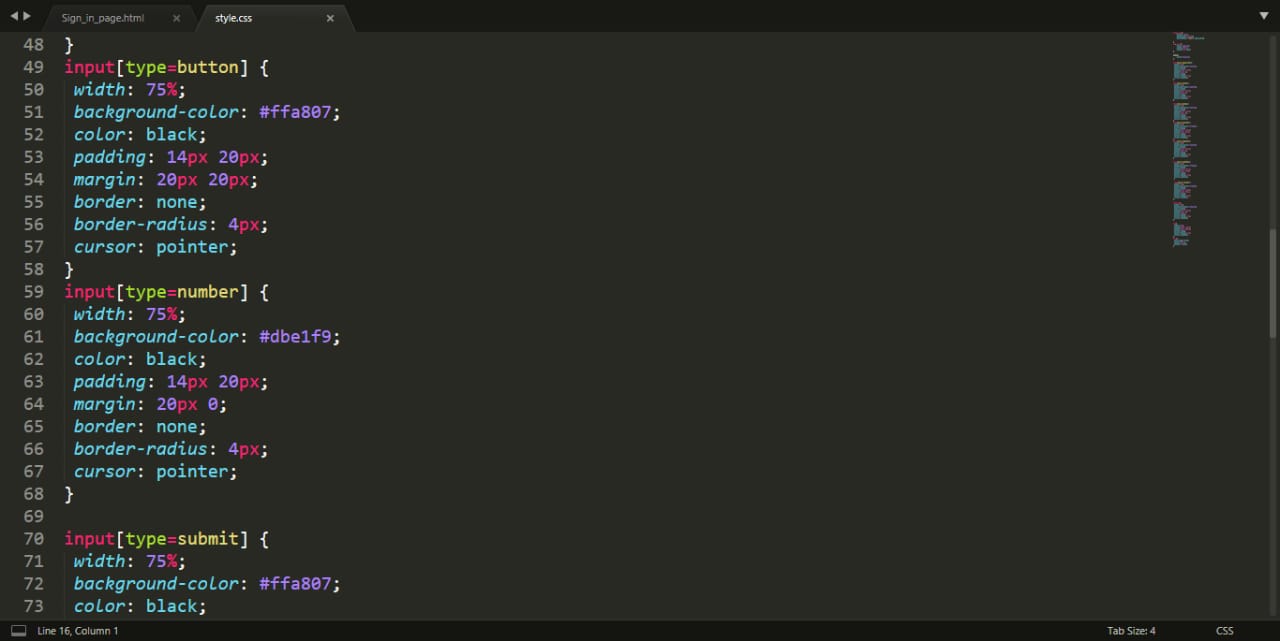 Sign_in_page.html × style.css ×
48 }
49 input[type=button] {
50 width: 75%;
51 background-color: #ffa807;
52 color: black;
53 padding: 14px 20px;
54 margin: 20px 20px;
55 border: none;
56 border-radius: 4px;
57 cursor: pointer;
58 }
59 input[type=number] {
60 width: 75%;
61 background-color: #dbe1f9;
62 color: black;
63 padding: 14px 20px;
64 margin: 20px 0;
65 border: none;
66 border-radius: 4px;
67 cursor: pointer;
68 }
69
70 input[type=submit] {
71 width: 75%;
72 background-color: #ffa807;
73 color: black;
Line 16, Column 1 Tab Size: 4 CSS